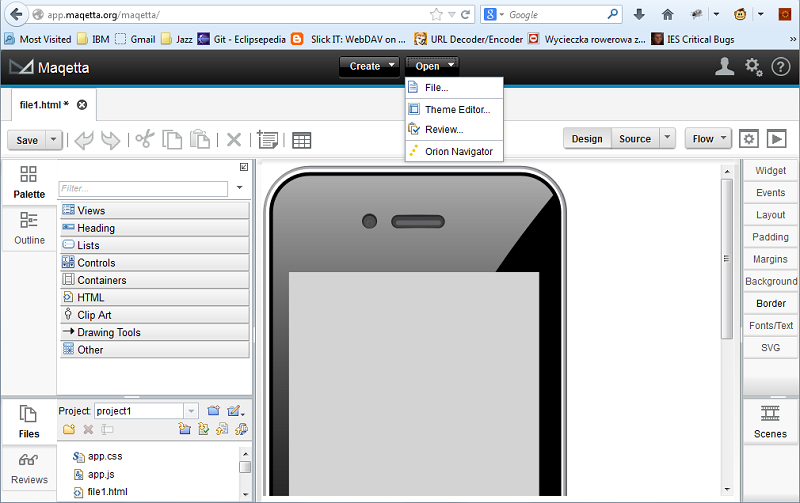 app.maqetta.org/maqetta/
Google
Most Visited IBM Gmail Jazz Git - Eclipsepedia Slick IT: WebDAV on ... URL Decoder/Encoder Wycieczka rowerowa z... IES Critical Bugs
Maqetta
Create Open
File...
Theme Editor...
Review...
Orion Navigator
file1.html *
Save
Design Source Flow
Palette
Outline
Filter...
Views
Heading
Lists
Controls
Containers
HTML
Clip Art
Drawing Tools
Other
Widget
Events
Layout
Padding
Margins
Background
Border
Fonts/Text
SVG
Files
Reviews
Project: project1
app.css
app.js
file1.html
Scenes